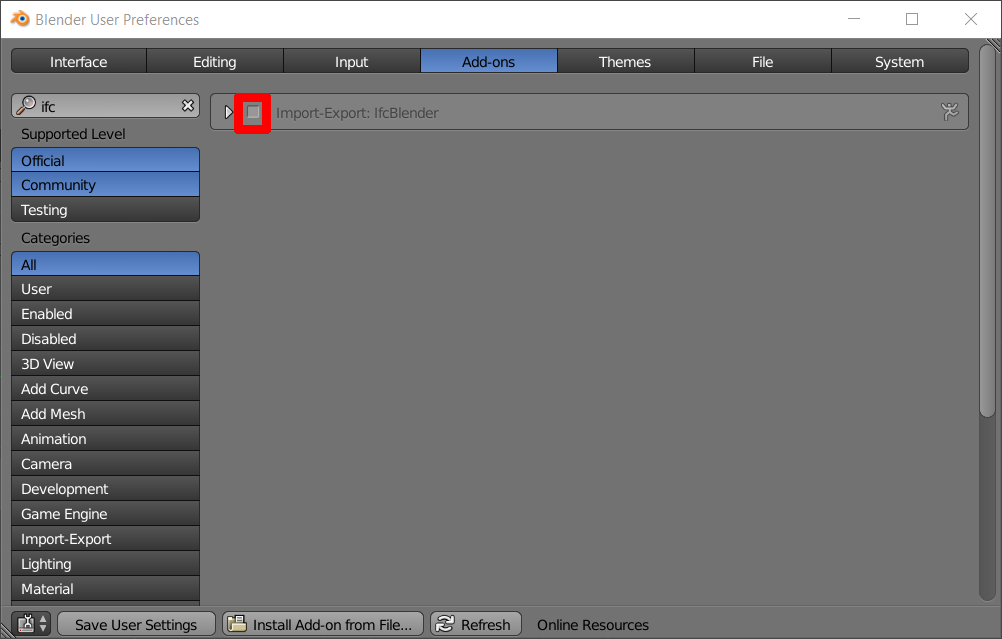 Blender User Preferences
Interface Editing Input Add-ons Themes File System
ifc
Import-Export: IfcBlender
Supported Level
Official
Community
Testing
Categories
All
User
Enabled
Disabled
3D View
Add Curve
Add Mesh
Animation
Camera
Development
Game Engine
Import-Export
Lighting
Material
Save User Settings Install Add-on from File... Refresh Online Resources